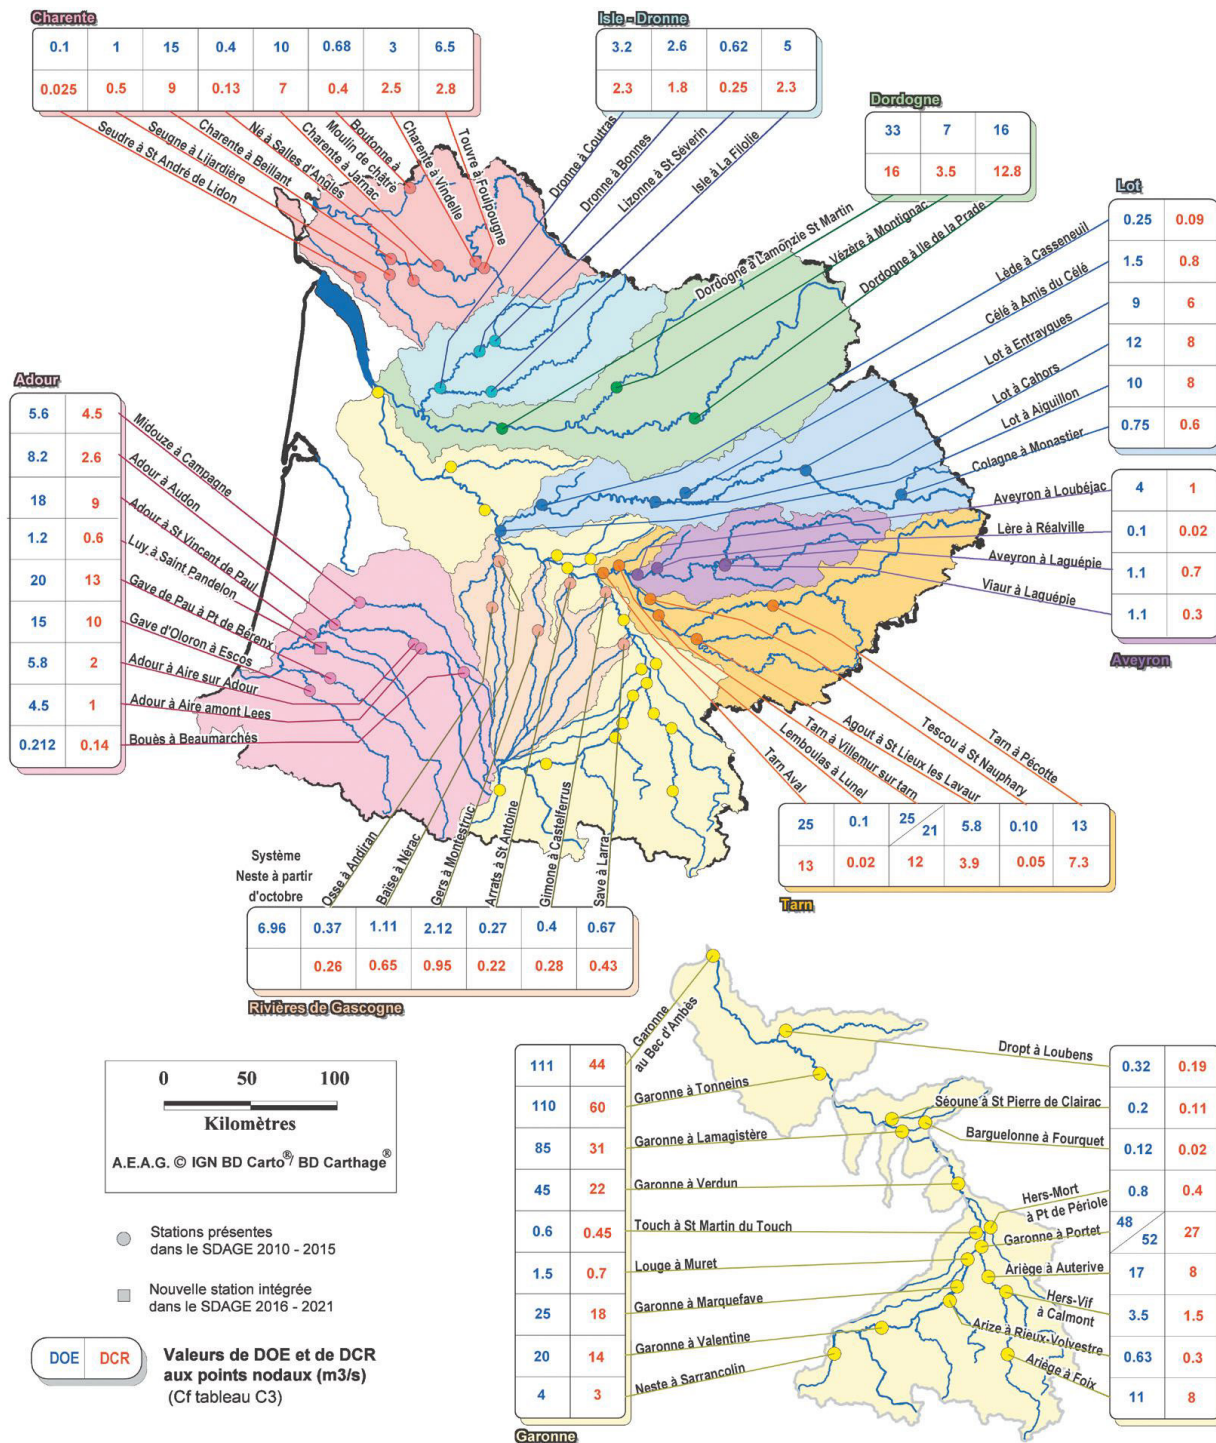 Charente
0.1 1 15 0.4 10 0.68 3 6.5
0.025 0.5 9 0.13 7 0.4 2.5 2.8
Seudre à St André de Lidon
Seugne à Lijardière
Charente à Beillant
Né à Salles d'Angles
Charente à Jarnac
Boutonne à
Moulin de châtré
Charente à Vindelle
Touvre à Foulpougne
Isle - Dronne
3.2 2.6 0.62 5
2.3 1.8 0.25 2.3
Dronne à Coutras
Dronne à Bonnes
Lizonne à St Séverin
Isle à La Filolie
Dordogne
33 7 16
16 3.5 12.8
Dordogne à Lamonzie St Martin
Vézère à Montignac
Dordogne à Ile de la Prade
Lot
0.25 0.09
1.5 0.8
9 6
12 8
10 8
0.75 0.6
Lède à Casseneuil
Célé à Amis du Célé
Lot à Entraygues
Lot à Cahors
Lot à Aiguillon
Colagne à Monastier
4 1
0.1 0.02
1.1 0.7
1.1 0.3
Aveyron
Aveyron à Loubéjac
Lère à Réalville
Aveyron à Laguépie
Viaur à Laguépie
Adour
5.6 4.5
8.2 2.6
18 9
1.2 0.6
20 13
15 10
5.8 2
4.5 1
0.212 0.14
Midouze à Campagne
Adour à Audon
Adour à St Vincent de Paul
Luy à Saint Pandelon
Gave de Pau à Pt de Bérenx
Gave d'Oloron à Escos
Adour à Aire sur Adour
Adour à Aire amont Lees
Bouès à Beaumarchés
Tarn Aval
Lemboulas à Lunel
Tarn à Villemur sur tarn
Agout à St Lieux les Lavaur
Tescou à St Nauphary
Tarn à Pécotte
25 0.1 25 / 21 5.8 0.10 13
13 0.02 12 3.9 0.05 7.3
Tarn
Système
Neste à partir
d'octobre
Osse à Andiran
Baïse à Nérac
Gers à Montestruc
Arrats à St Antoine
Gimone à Castelferrus
Save à Larra
6.96 0.37 1.11 2.12 0.27 0.4 0.67
0.26 0.65 0.95 0.22 0.28 0.43
Rivières de Gascogne
0 50 100
Kilomètres
A.E.A.G. © IGN BD Carto®/ BD Carthage®
Stations présentes
dans le SDAGE 2010 - 2015
Nouvelle station intégrée
dans le SDAGE 2016 - 2021
DOE DCR
Valeurs de DOE et de DCR
aux points nodaux (m3/s)
(Cf tableau C3)
111 44
110 60
85 31
45 22
0.6 0.45
1.5 0.7
25 18
20 14
4 3
Garonne
Garonne
au Bec d'Ambès
Garonne à Tonneins
Garonne à Lamagistère
Garonne à Verdun
Touch à St Martin du Touch
Louge à Muret
Garonne à Marquefave
Garonne à Valentine
Neste à Sarrancolin
Dropt à Loubens
Séoune à St Pierre de Clairac
Barguelonne à Fourquet
Hers-Mort
à Pt de Périole
Garonne à Portet
Ariège à Auterive
Hers-Vif
à Calmont
Arize à Rieux-Volvestre
Ariège à Foix
0.32 0.19
0.2 0.11
0.12 0.02
0.8 0.4
48 / 52 27
17 8
3.5 1.5
0.63 0.3
11 8